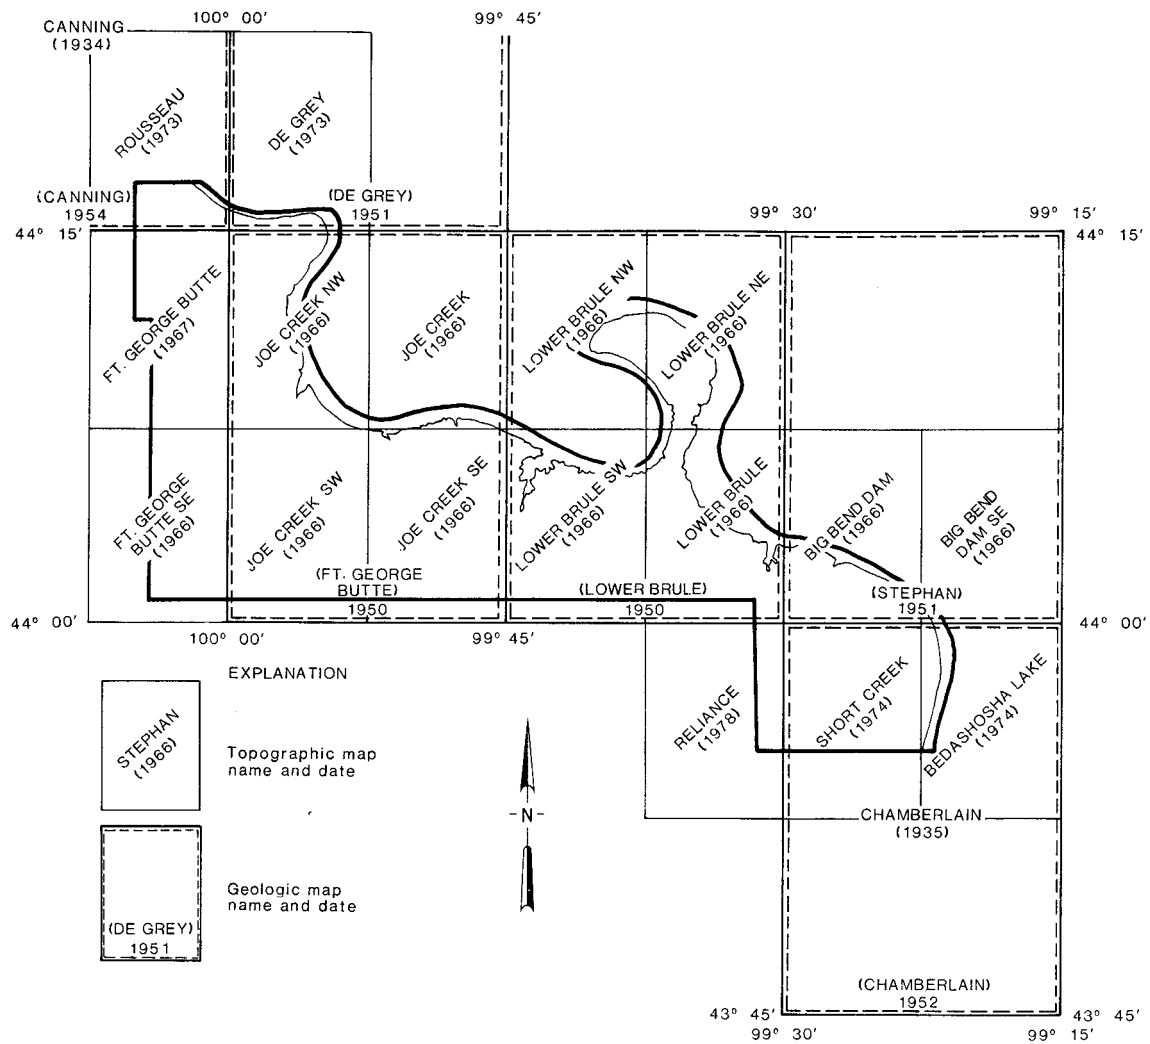 100° 00′
99° 45′
CANNING
(1934)
ROUSSEAU
(1973)
DE GREY
(1973)
(CANNING)
1954
(DE GREY)
1951
99° 30′
99° 15′
44° 15′
44° 15′
FT. GEORGE BUTTE
(1967)
JOE CREEK NW
(1966)
JOE CREEK
(1966)
LOWER BRULE NW
(1966)
LOWER BRULE NE
(1966)
FT. GEORGE
BUTTE SE
(1966)
JOE CREEK SW
(1966)
JOE CREEK SE
(1966)
LOWER BRULE SW
(1966)
LOWER BRULE
(1966)
BIG BEND DAM
(1966)
BIG BEND
DAM SE
(1966)
(FT. GEORGE
BUTTE)
1950
(LOWER BRULE)
1950
(STEPHAN)
1951
44° 00′
44° 00′
100° 00′
99° 45′
RELIANCE
(1978)
SHORT CREEK
(1974)
BEDASHOSHA LAKE
(1974)
EXPLANATION
STEPHAN
(1966)
Topographic map
name and date
-N-
CHAMBERLAIN
(1935)
Geologic map
name and date
(DE GREY)
1951
(CHAMBERLAIN)
1952
43° 45′
43° 45′
99° 30′
99° 15′